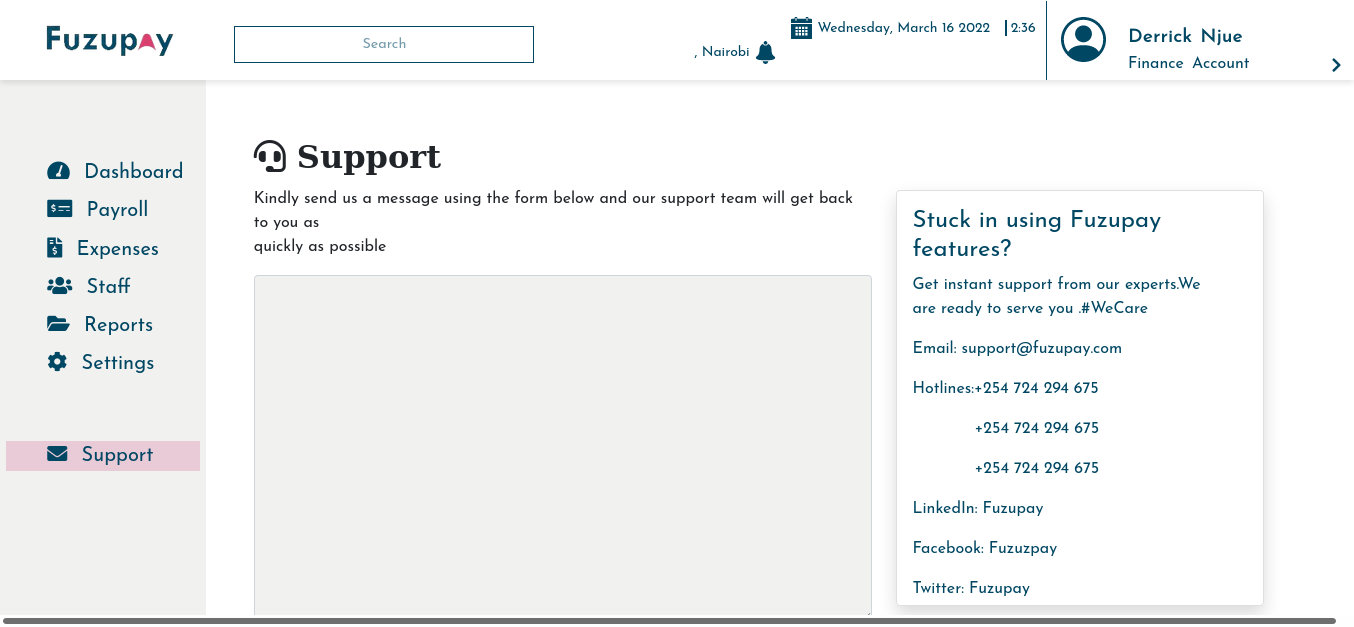 Fuzupay
Search
, Nairobi
Wednesday, March 16 2022
2:36
Derrick Njue
Finance Account
Dashboard
Payroll
Expenses
Staff
Reports
Settings
Support
Support
Kindly send us a message using the form below and our support team will get back
to you as
quickly as possible
Stuck in using Fuzupay
features?
Get instant support from our experts.We
are ready to serve you .#WeCare
Email: support@fuzupay.com
Hotlines:+254 724 294 675
+254 724 294 675
+254 724 294 675
LinkedIn: Fuzupay
Facebook: Fuzuzpay
Twitter: Fuzupay